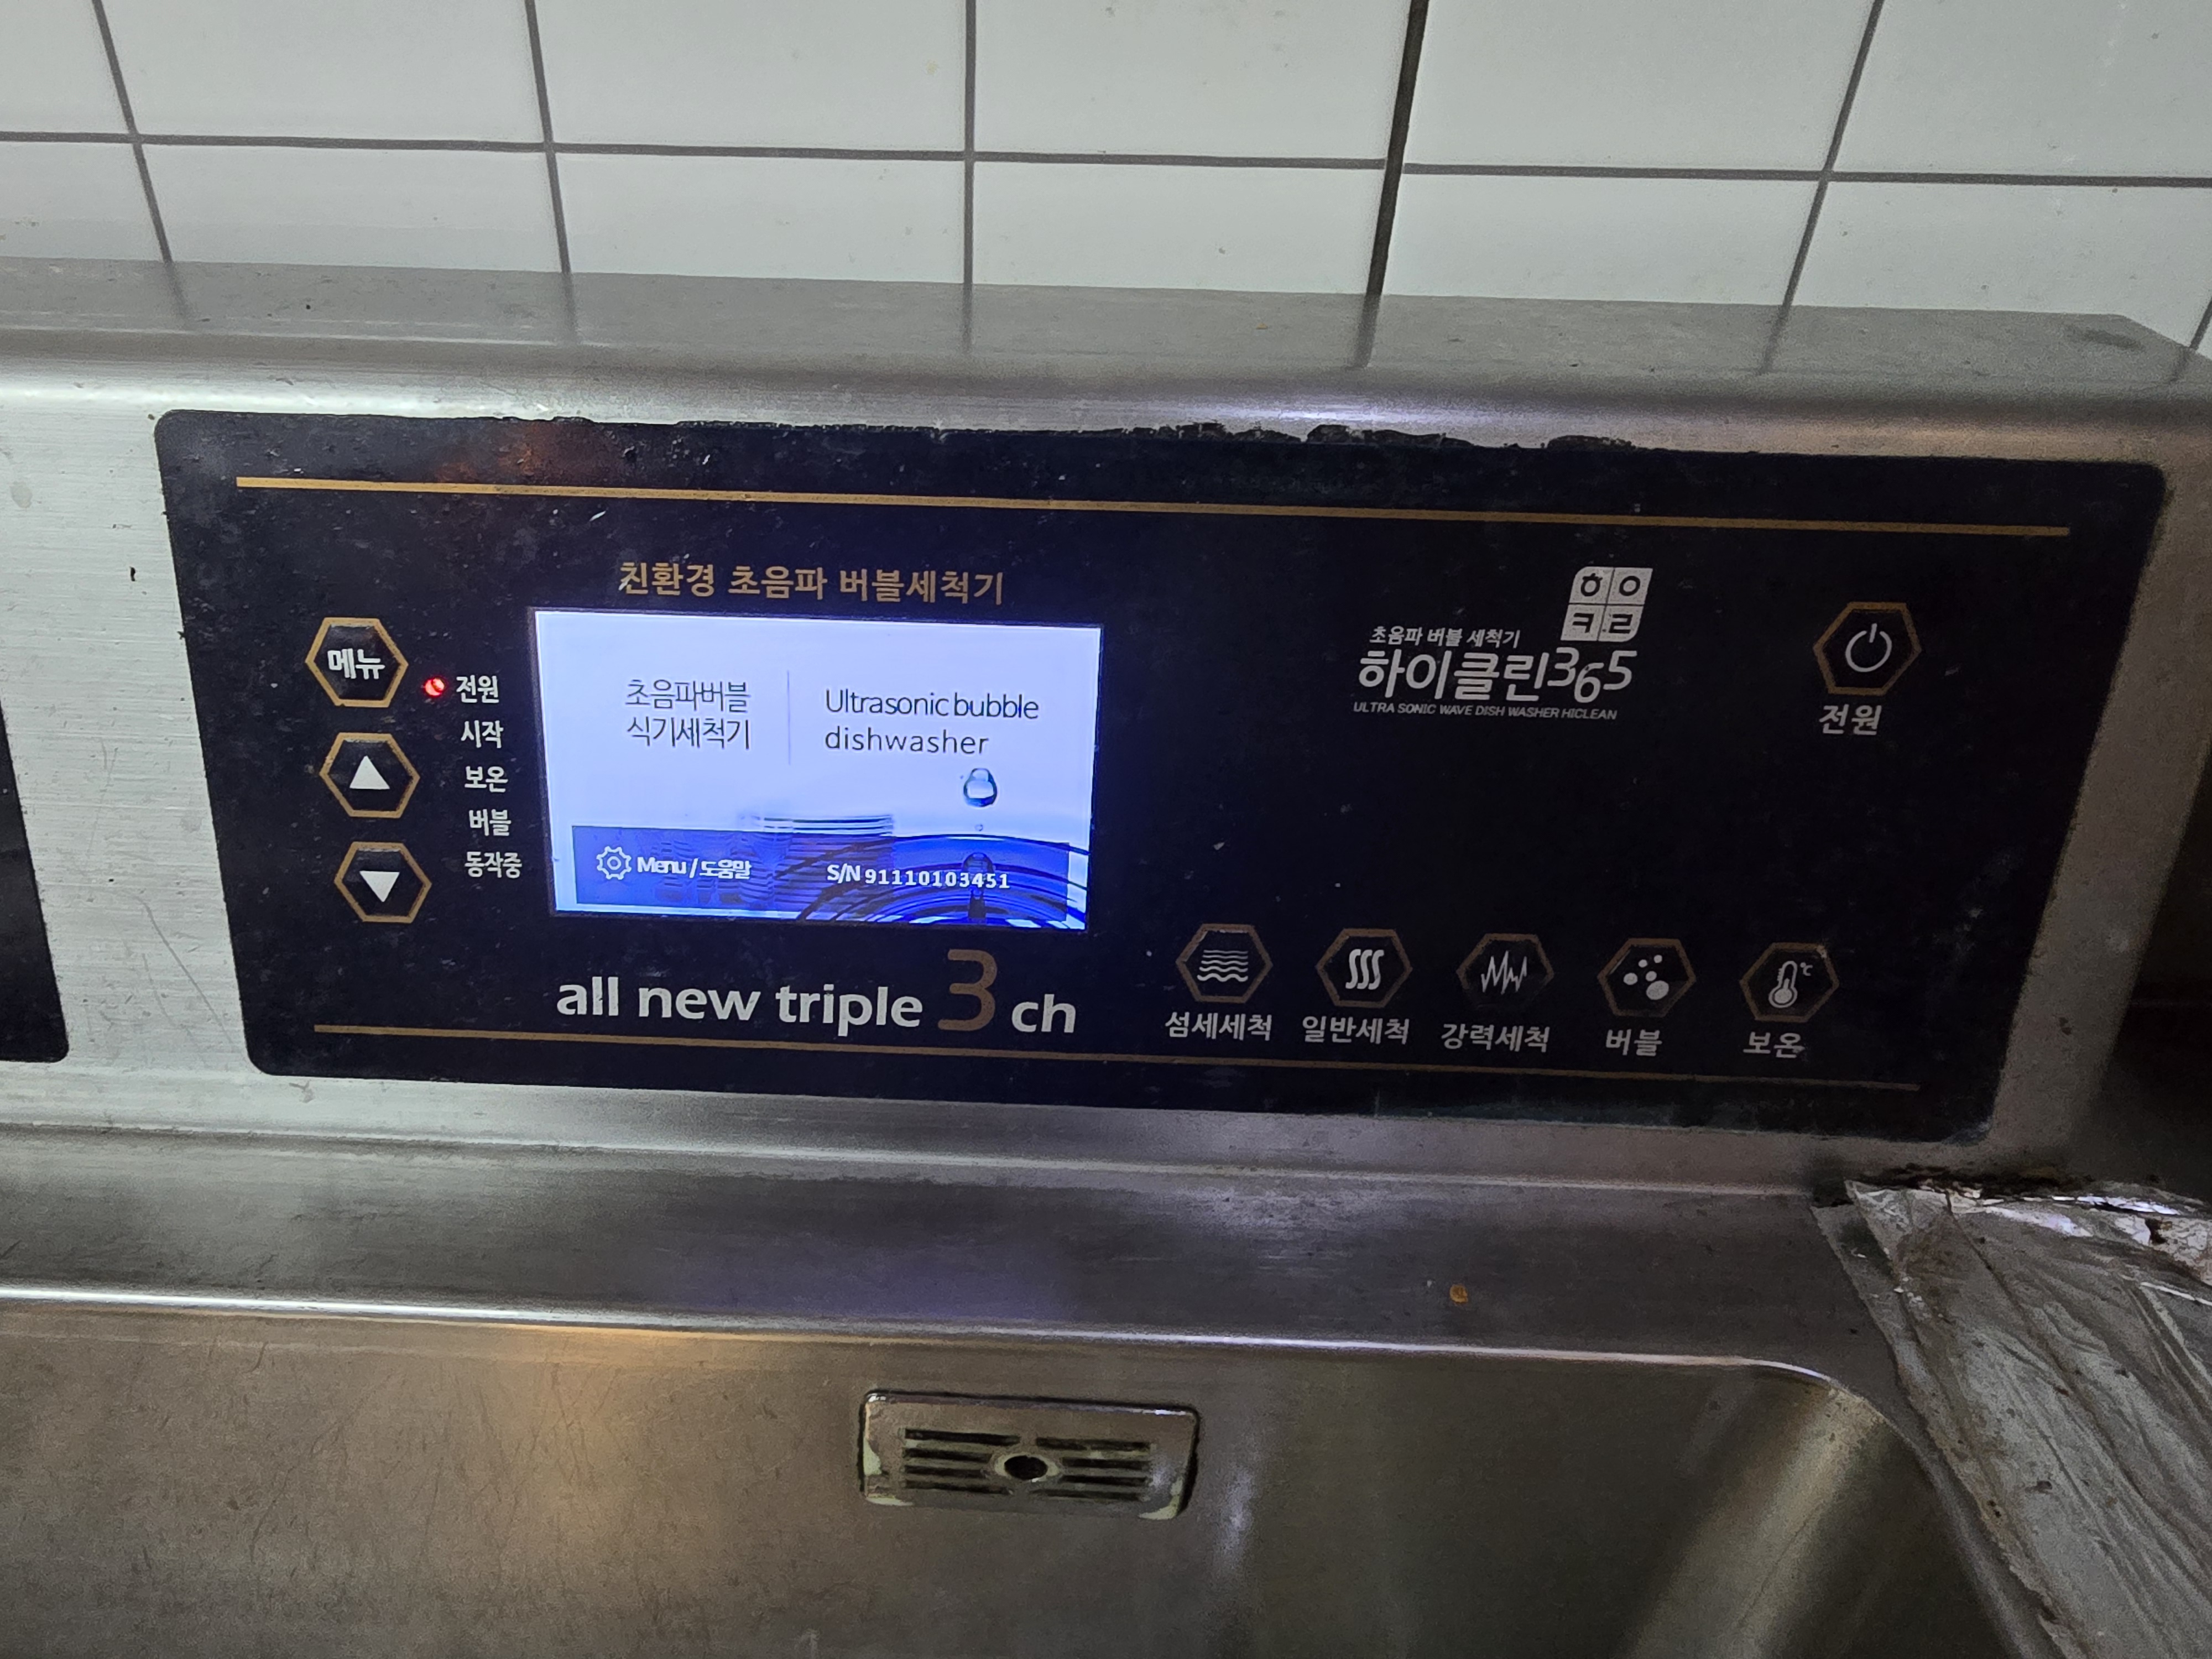 친환경 초음파 버블세척기
메뉴
전원
시작
보온
버블
동작중
초음파버블
식기세척기
Ultrasonic bubble
dishwasher
Menu / 도움말
S/N 91110103451
all new triple 3 ch
ㅎㅇ
ㅋㄹ
초음파 버블 세척기
하이클린365
ULTRA SONIC WAVE DISH WASHER HICLEAN
전원
섬세세척
일반세척
강력세척
버블
°C
보온